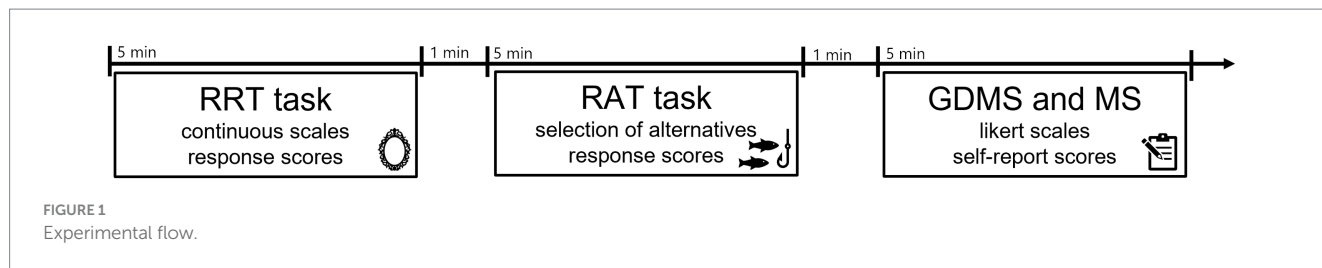 5 min 1 min 5 min 1 min 5 min
RRT task
continuous scales
response scores
RAT task
selection of alternatives
response scores
GDMS and MS
likert scales
self-report scores
FIGURE 1
Experimental flow.